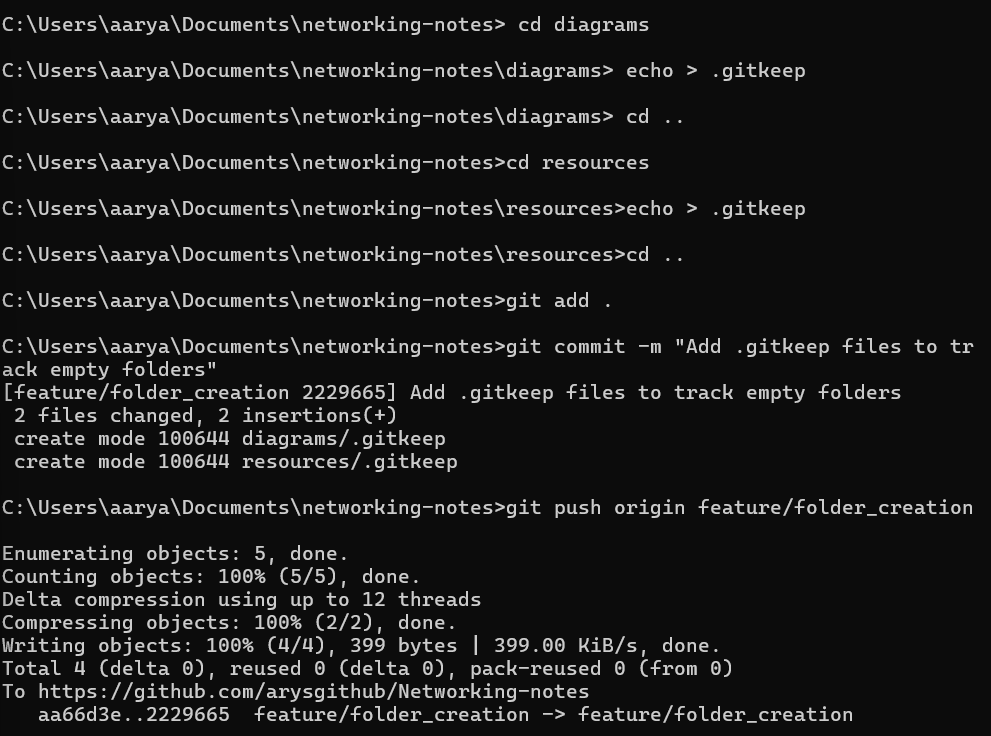 C:\Users\aarya\Documents\networking-notes> cd diagrams
C:\Users\aarya\Documents\networking-notes\diagrams> echo > .gitkeep
C:\Users\aarya\Documents\networking-notes\diagrams> cd ..
C:\Users\aarya\Documents\networking-notes>cd resources
C:\Users\aarya\Documents\networking-notes\resources>echo > .gitkeep
C:\Users\aarya\Documents\networking-notes\resources>cd ..
C:\Users\aarya\Documents\networking-notes>git add .
C:\Users\aarya\Documents\networking-notes>git commit -m "Add .gitkeep files to tr
ack empty folders"
[feature/folder_creation 2229665] Add .gitkeep files to track empty folders
 2 files changed, 2 insertions(+)
 create mode 100644 diagrams/.gitkeep
 create mode 100644 resources/.gitkeep
C:\Users\aarya\Documents\networking-notes>git push origin feature/folder_creation
Enumerating objects: 5, done.
Counting objects: 100% (5/5), done.
Delta compression using up to 12 threads
Compressing objects: 100% (2/2), done.
Writing objects: 100% (4/4), 399 bytes | 399.00 KiB/s, done.
Total 4 (delta 0), reused 0 (delta 0), pack-reused 0 (from 0)
To https://github.com/arysgithub/Networking-notes
   aa66d3e..2229665  feature/folder_creation -> feature/folder_creation